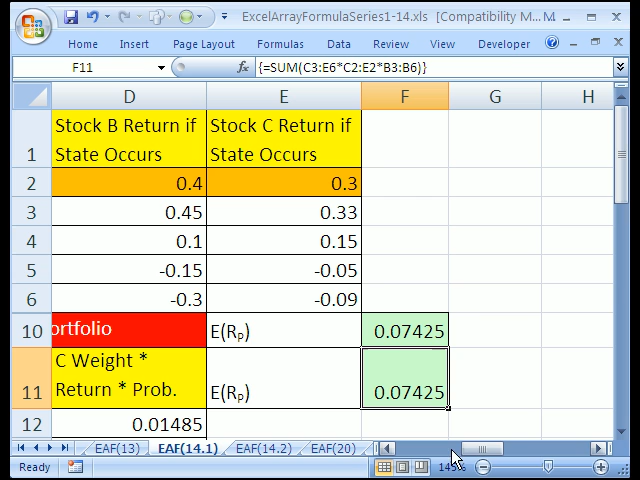 ExcelArrayFormulaSeries1-14.xls [Compatibility M...
Home Insert Page Layout Formulas Data Review View Developer
F11 fx {=SUM(C3:E6*C2:E2*B3:B6)}
D E F G H
Stock B Return if Stock C Return if
1 State Occurs State Occurs
2 0.4 0.3
3 0.45 0.33
4 0.1 0.15
5 -0.15 -0.05
6 -0.3 -0.09
10 ortfolio E(RP) 0.07425
C Weight *
11 Return * Prob. E(RP) 0.07425
12 0.01485
EAF(13) EAF(14.1) EAF(14.2) EAF(20)
Ready